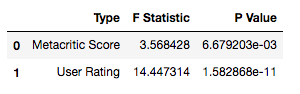 Type F Statistic P Value
0 Metacritic Score 3.568428 6.679203e-03
1 User Rating 14.447314 1.582868e-11